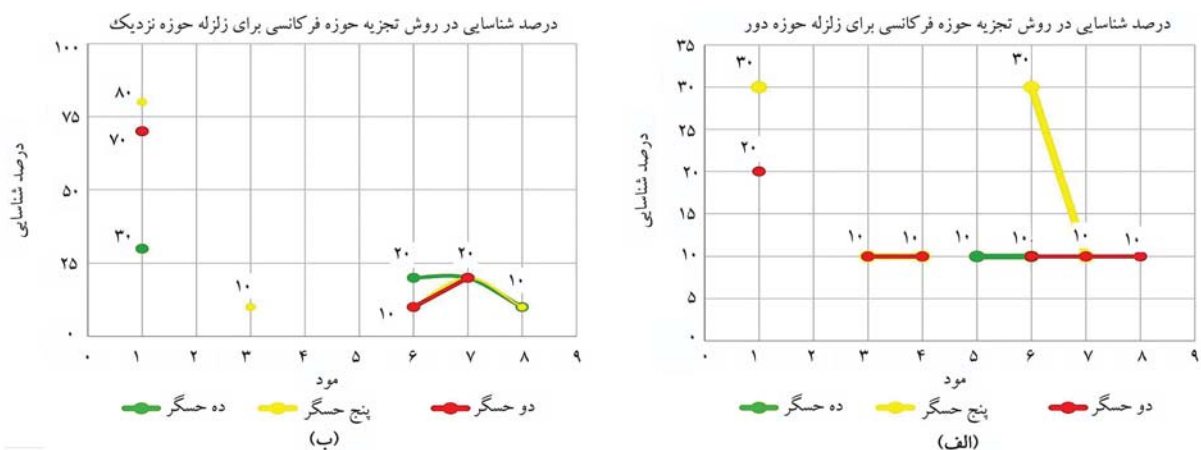 درصد شناسایی در روش تجزیه حوزه فرکانسی برای زلزله حوزه دور
۳۵
۳۰
۲۵
۲۰
۱۵
۱۰
۵
۰
درصد شناسایی
۳۰
۲۰
۳۰
۱۰
۱۰
۱۰
۱۰
۱۰
۱۰
۰ ۱ ۲ ۳ ۴ ۵ ۶ ۷ ۸ ۹
مود
دو حسگر
پنج حسگر
ده حسگر
(الف)
درصد شناسایی در روش تجزیه حوزه فرکانسی برای زلزله حوزه نزدیک
۱۰۰
۷۵
۵۰
۲۵
۰
درصد شناسایی
۸۰
۷۰
۳۰
۱۰
۲۰
۱۰
۲۰
۱۰
۰ ۱ ۲ ۳ ۴ ۵ ۶ ۷ ۸ ۹
مود
دو حسگر
پنج حسگر
ده حسگر
(ب)